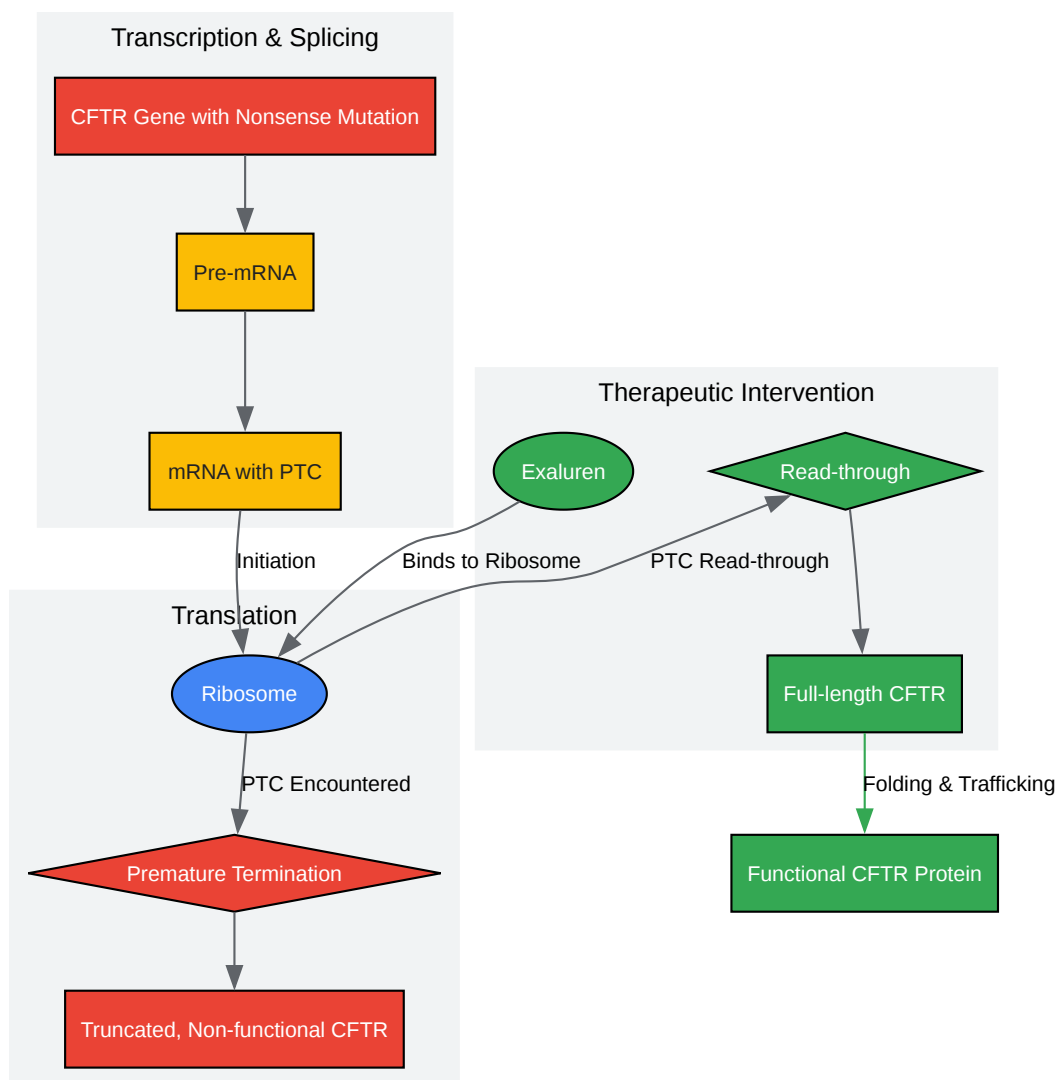 Transcription & Splicing
CFTR Gene with Nonsense Mutation
Pre-mRNA
mRNA with PTC
Therapeutic Intervention
Exaluren
Read-through
Initiation
Binds to Ribosome
PTC Read-through
Translation
Ribosome
Full-length CFTR
PTC Encountered
Folding & Trafficking
Premature Termination
Functional CFTR Protein
Truncated, Non-functional CFTR